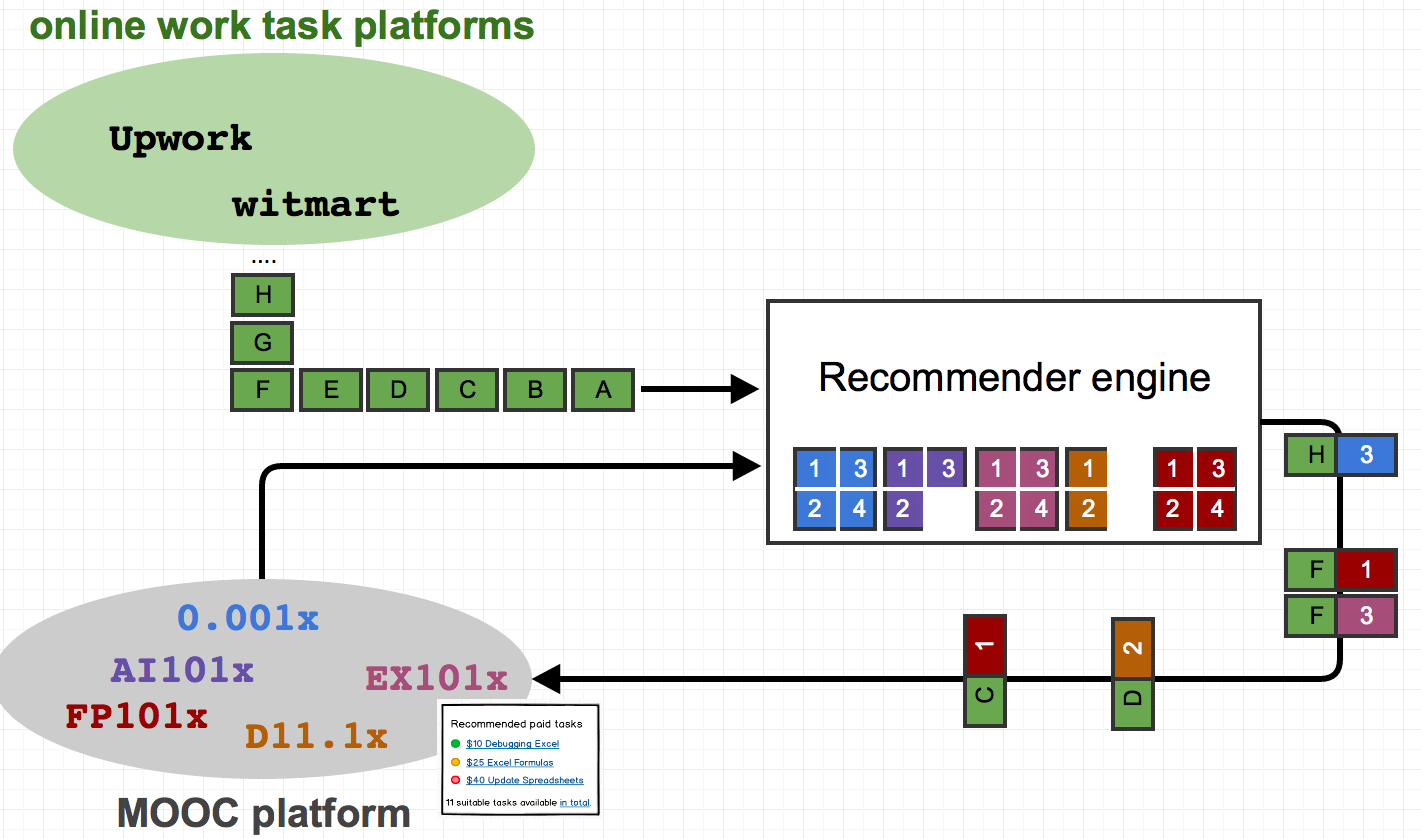 online work task platforms
Upwork
witmart
....
H
G
F E D C B A
Recommender engine
1 3 1 3 1 3 1 1 3
2 4 2 2 4 2 2 4
H 3
F 1
F 3
1 C
2 D
0.001x
AI101x
EX101x
FP101x
D11.1x
Recommended paid tasks
$10 Debugging Excel
$25 Excel Formulas
$40 Update Spreadsheets
11 suitable tasks available in total.
MOOC platform